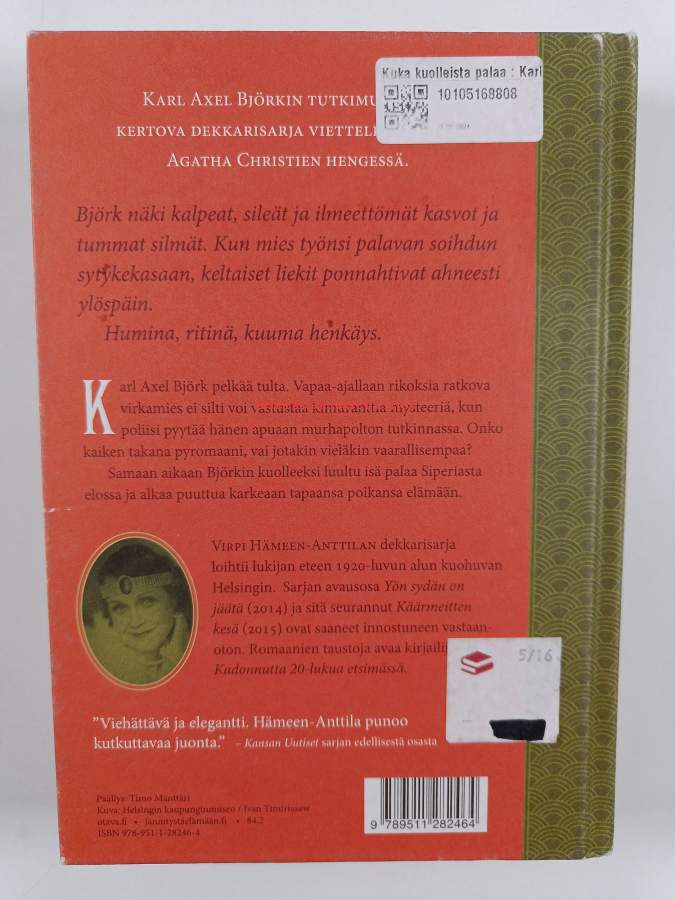 Kuka kuolleista palaa : Karl
10105168808
KARL AXEL BJÖRKIN
KERTOVA DEKKARISARJA
AGATHA CHRISTIEN HENGESSÄ.
Björk näki kalpeat, sileät ja ilmeettömät kasvot ja
tummat silmät. Kun mies työnsi palavan soihdun
sytykekasaan, keltaiset liekit ponnahtivat ahneesti
ylöspäin.
Humina, ritinä, kuuma henkäys.
Karl Axel Björk pelkää tulta. Vapaa-ajallaan rikoksia ratkova
virkamies ei silti voi vastustaa kimuranttia mysteeriä, kun
poliisi pyytää hänen apuaan murhapolton tutkinnassa. Onko
kaiken takana pyromaani, vai jotakin vieläkin vaarallisempaa?
Samaan aikaan Björkin kuolleeksi luultu isä palaa Siperiasta
elossa ja alkaa puuttua karkeaan tapaansa poikansa elämään.
VIRPI HÄMEEN-ANTTILAN dekkarisarja
loihtii lukijan eteen 1920-luvun alun kuohuvan
Helsingin. Sarjan avausosa Yön sydän on
jäätä (2014) ja sitä seurannut Käärmeitten
kesä (2015) ovat saaneet innostuneen vastaan-
oton. Romaanien taustoja avaa
Kadonnutta 20-lukua etsimässä.
5/16
"Viehättävä ja elegantti. Hämeen-Anttila punoo
kutkuttavaa juonta." – Kansan Uutiset sarjan edellisestä osasta
Päällys: Timo Mänttäri
Kuva: Helsingin kaupunginmuseo / Ivan Timiriasew
otava.fi • jännitystäelämään.fi • 84.2
ISBN 978-951-1-28246-4
9 789511 282464